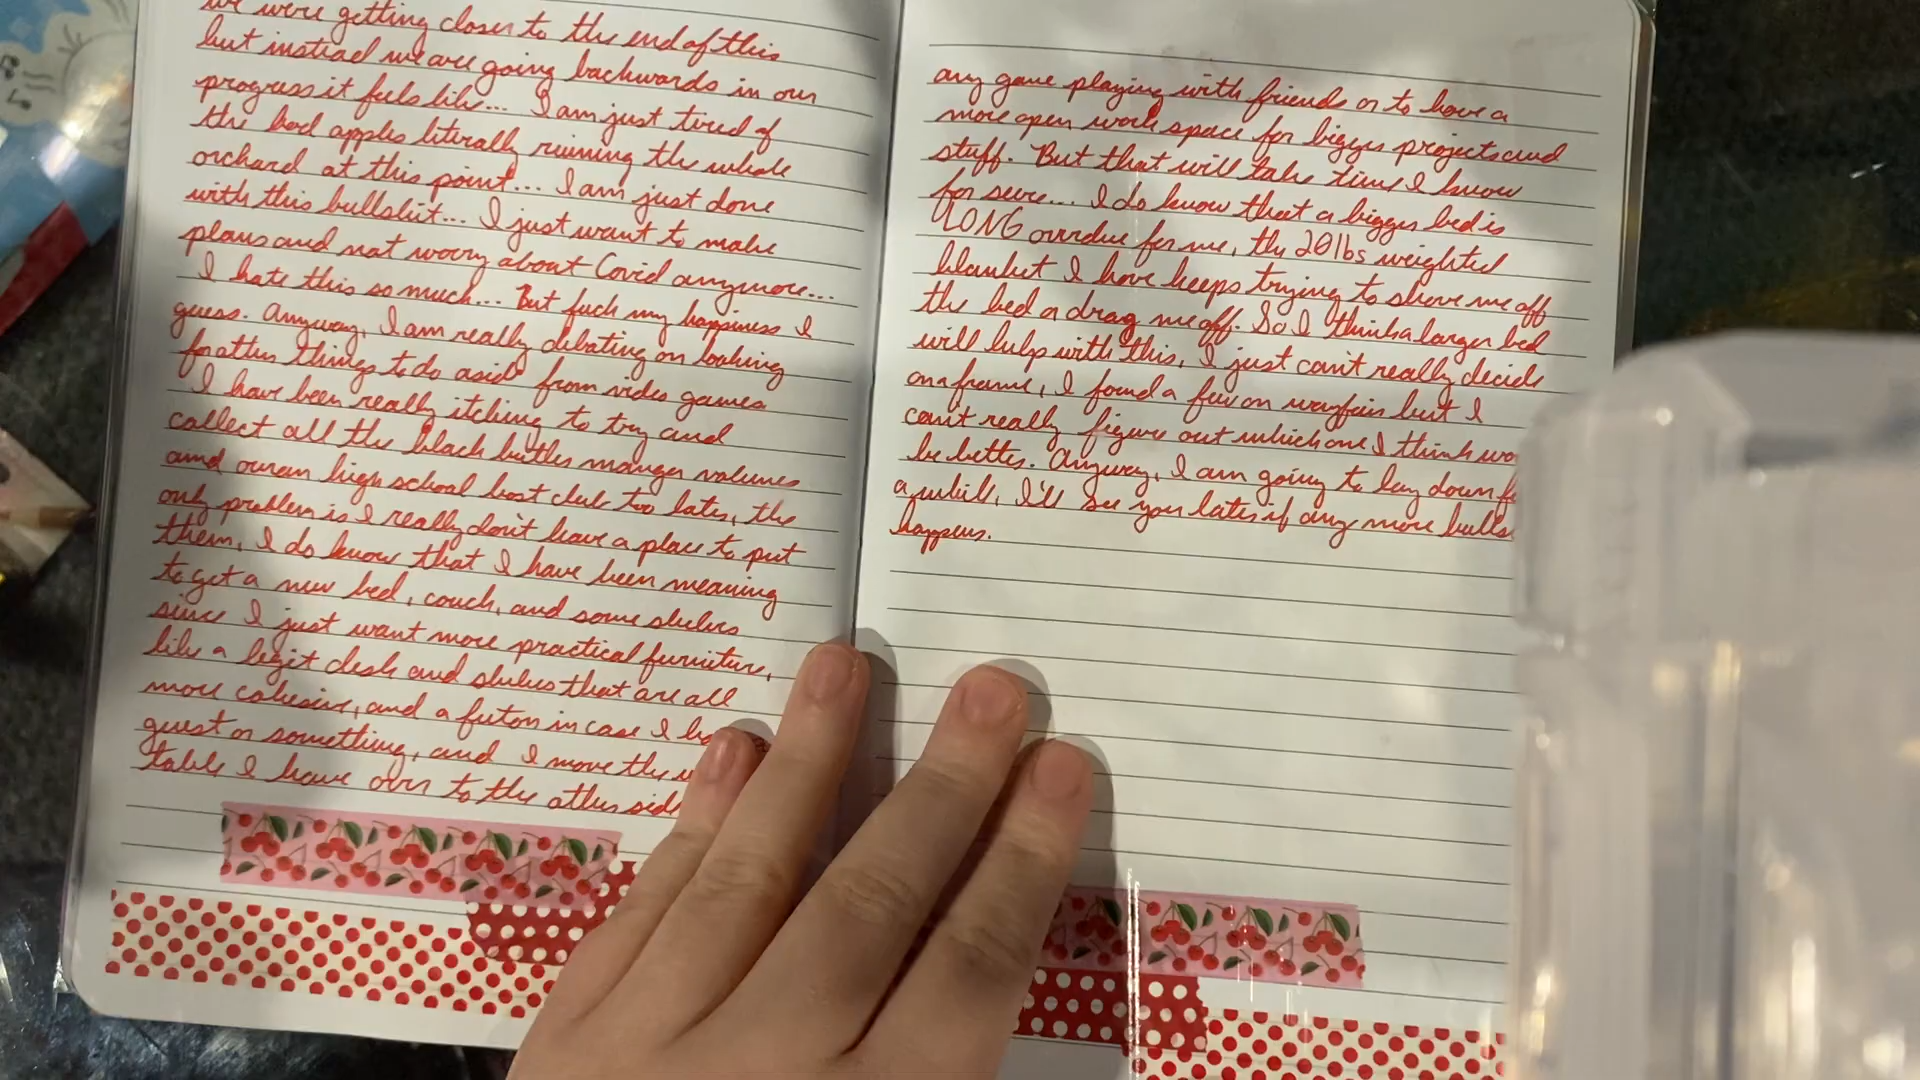 we were getting closer to the end of this
but instead we are going backwards in our
progress it feels like... I am just tired of
the bad apples literally ruining the whole
orchard at this point... I am just done
with this bullshit... I just want to make
plans and not worry about Covid anymore...
I hate this so much... But fuck my happiness I
guess. Anyway, I am really debating on looking
for other things to do aside from video games
I have been really itching to try and
collect all the black butler manga volumes
and ouran high school host club too later, the
only problem is I really don't have a place to put
them, I do know that I have been meaning
to get a new bed, couch, and some shelves
since I just want more practical furniture,
like a legit desk and shelves that are all
more cohesive, and a futon in case I
guest or something, and I move the
table I have over to the other side
any game playing with friends or to have a
more open work space for bigger projects and
stuff. But that will take time I know
for sure... I do know that a bigger bed is
LONG overdue for me, the 20lbs weighted
blanket I have keeps trying to shove me off
the bed or drag me off. So I think a larger bed
will help with this, I just can't really decide
on a frame, I found a few on wayfair but I
can't really figure out which one I think wo
be better. Anyway, I am going to lay down f
a while, I'll see you later if any more bulls
happens.